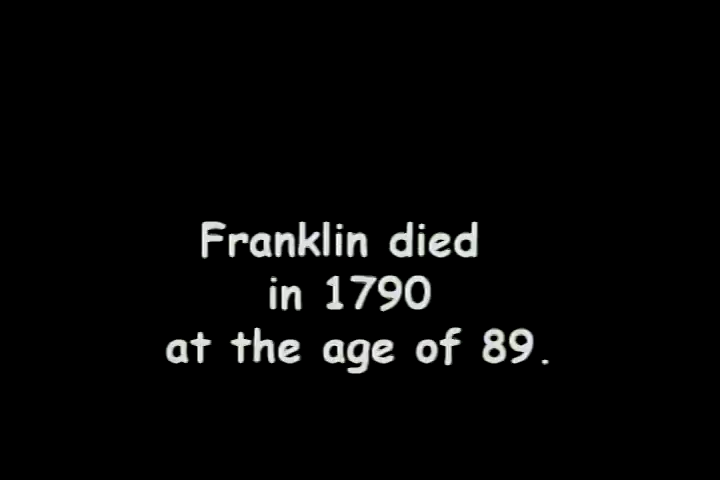 Franklin died
in 1790
at the age of 89.